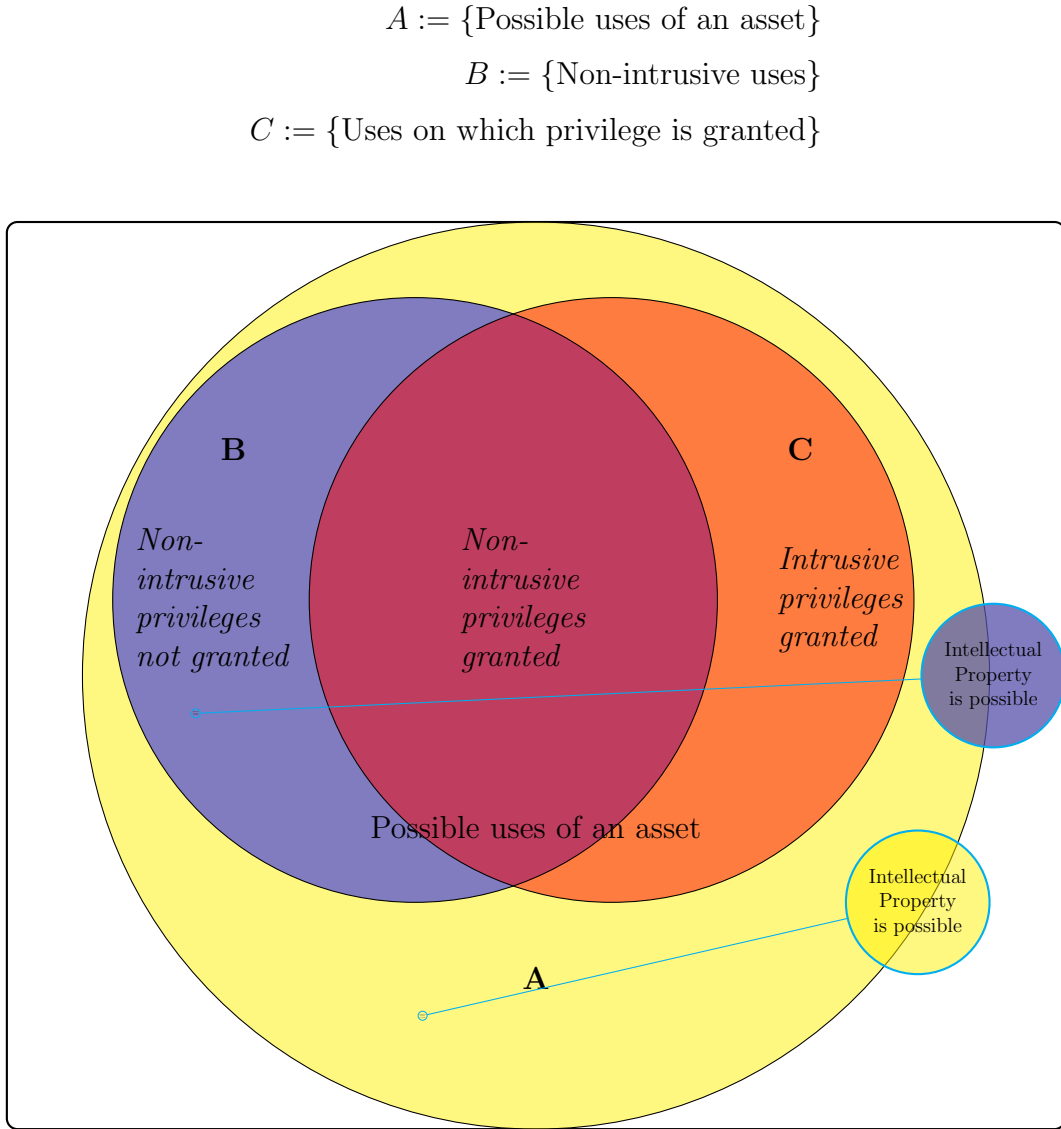 A := {Possible uses of an asset}
B := {Non-intrusive uses}
C := {Uses on which privilege is granted}
B
C
Non-
intrusive
privileges
not granted
Non-
intrusive
privileges
granted
Intrusive
privileges
granted
Intellectual
Property
is possible
Possible uses of an asset
Intellectual
Property
is possible
A